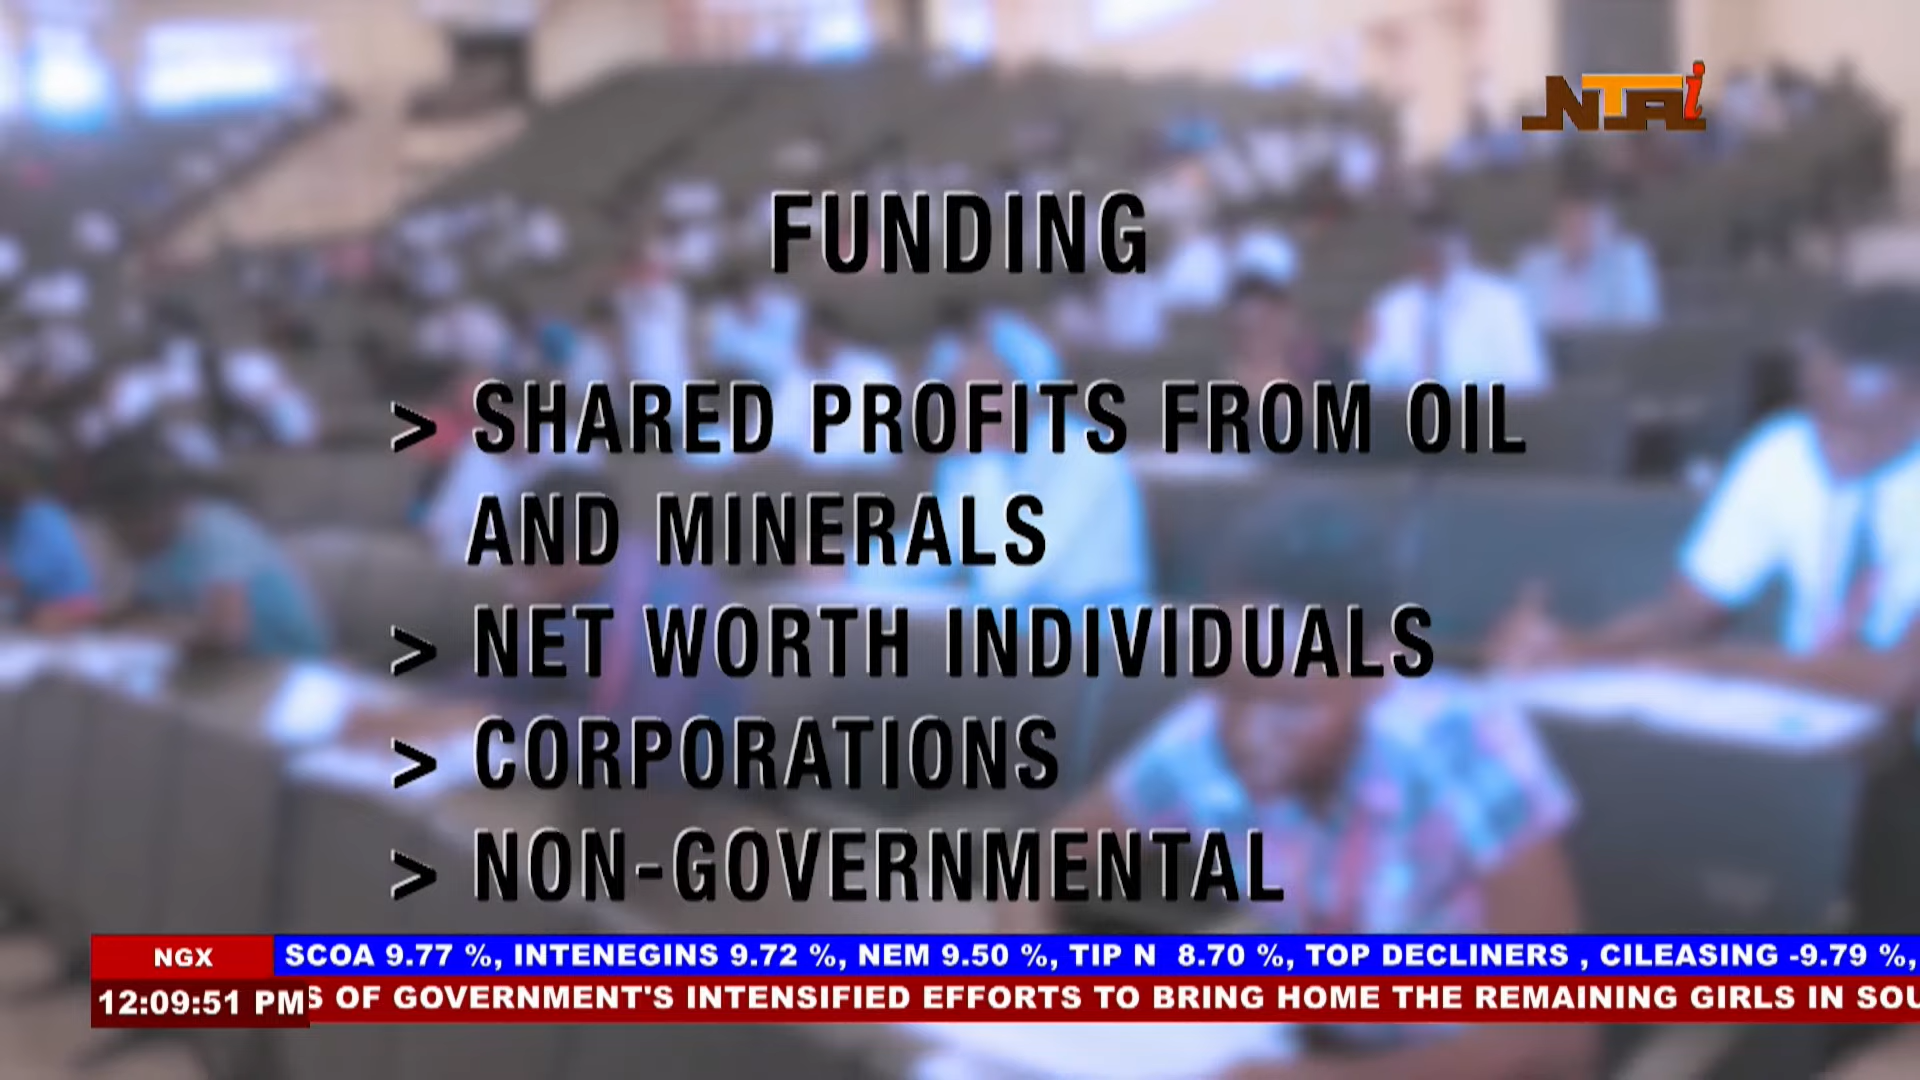 NTAi
FUNDING
> SHARED PROFITS FROM OIL
AND MINERALS
> NET WORTH INDIVIDUALS
> CORPORATIONS
> NON-GOVERNMENTAL
NGX
SCOA 9.77 %, INTENEGINS 9.72 %, NEM 9.50 %, TIP N 8.70 %, TOP DECLINERS , CILEASING -9.79 %,
12:09:51 PM
S OF GOVERNMENT'S INTENSIFIED EFFORTS TO BRING HOME THE REMAINING GIRLS IN SOU